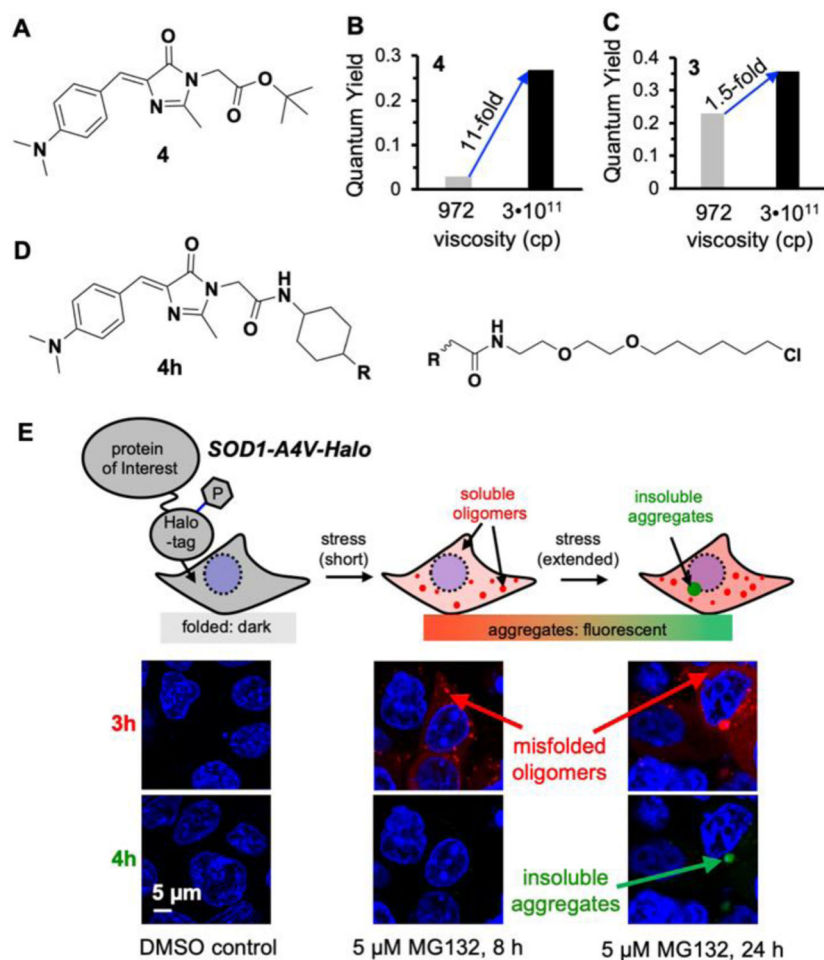 A
O
N
O
N
O
N
4
B
4
Quantum Yield
0.3
0.2
0.1
0
11-fold
972 3•10¹¹
viscosity (cp)
C
3
Quantum Yield
0.4
0.3
0.2
0.1
0
1.5-fold
972 3•10¹¹
viscosity (cp)
D
O
H
N
N
N
O
N
R
4h
H
N
R
O
O
O
Cl
E
protein
of Interest
SOD1-A4V-Halo
P
Halo
-tag
stress
(short)
soluble
oligomers
stress
(extended)
insoluble
aggregates
folded: dark
aggregates: fluorescent
3h
misfolded
oligomers
4h
5 µm
insoluble
aggregates
DMSO control
5 µM MG132, 8 h
5 µM MG132, 24 h